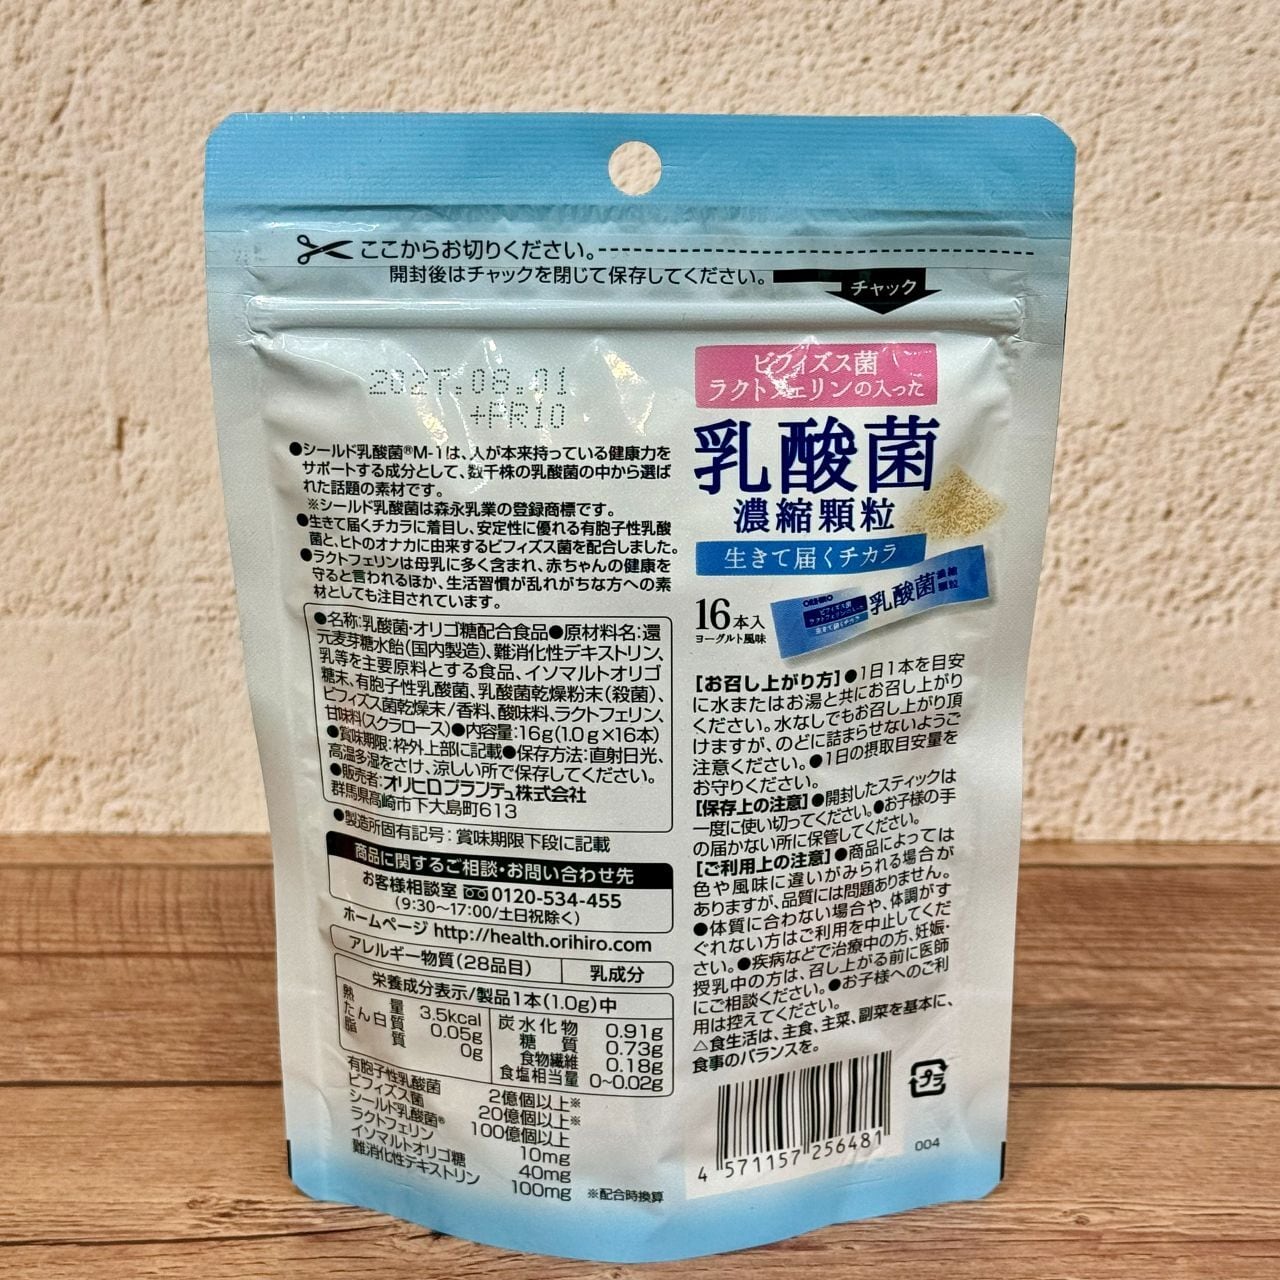 ここからお切りください。
開封後はチャックを閉じて保存してください。
チャック
2027.08.01
+PR10
●シールド乳酸菌®M-1は、人が本来持っている健康力を
サポートする成分として、数千株の乳酸菌の中から選ば
れた話題の素材です。
※シールド乳酸菌は森永乳業の登録商標です。
●生きて届くチカラに着目し、安定性に優れる有胞子性乳酸
菌と、ヒトのオナカに由来するビフィズス菌を配合しました。
●ラクトフェリンは母乳に多く含まれ、赤ちゃんの健康を
守ると言われるほか、生活習慣が乱れがちな方への素
材としても注目されています。
●名称:乳酸菌・オリゴ糖配合食品●原材料名:還
元麦芽糖水飴(国内製造)、難消化性デキストリン、
乳等を主要原料とする食品、イソマルトオリゴ
糖末、有胞子性乳酸菌、乳酸菌乾燥粉末(殺菌)、
ビフィズス菌乾燥末/香料、酸味料、ラクトフェリン、
甘味料(スクラロース)●内容量:16g(1.0g×16本)
●賞味期限:枠外上部に記載●保存方法:直射日光、
高温多湿をさけ、涼しい所で保存してください。
●販売者:オリヒロプランデュ株式会社
群馬県高崎市下大島町613
●製造所固有記号:賞味期限下段に記載
商品に関するご相談・お問い合わせ先
お客様相談室 0120-534-455
(9:30〜17:00/土日祝除く)
ホームページ http://health.orihiro.com
アレルギー物質(28品目) 乳成分
栄養成分表示/製品1本(1.0g)中
熱量 3.5kcal
たん白質 0.05g
脂質 0g
炭水化物 0.91g
糖質 0.73g
食物繊維 0.18g
食塩相当量 0〜0.02g
有胞子性乳酸菌 2億個以上※
ビフィズス菌 20億個以上※
シールド乳酸菌® 100億個以上
ラクトフェリン 10mg
イソマルトオリゴ糖 40mg
難消化性デキストリン 100mg ※配合時換算
ビフィズス菌
ラクトフェリンの入った
乳酸菌
濃縮顆粒
生きて届くチカラ
16本入
ヨーグルト風味
ORIHIRO
ビフィズス菌
ラクトフェリンの入った
生きて届くチカラ
乳酸菌
濃縮
顆粒
【お召し上がり方】●1日1本を目安
に水またはお湯と共にお召し上がり
ください。水なしでもお召し上がり頂
けますが、のどに詰まらせないようご
注意ください。●1日の摂取目安量を
お守りください。
【保存上の注意】●開封したスティックは
一度に使い切ってください。●お子様の手
の届かない所に保管してください。
【ご利用上の注意】●商品によっては
色や風味に違いがみられる場合が
ありますが、品質には問題ありません。
●体質に合わない場合や、体調がす
ぐれない方はご利用を中止してくだ
さい。●疾病などで治療中の方、妊娠・
授乳中の方は、召し上がる前に医師
にご相談ください。●お子様へのご利
用は控えてください。
△食生活は、主食、主菜、副菜を基本に、
食事のバランスを。
プラ
4 571157 256481
004